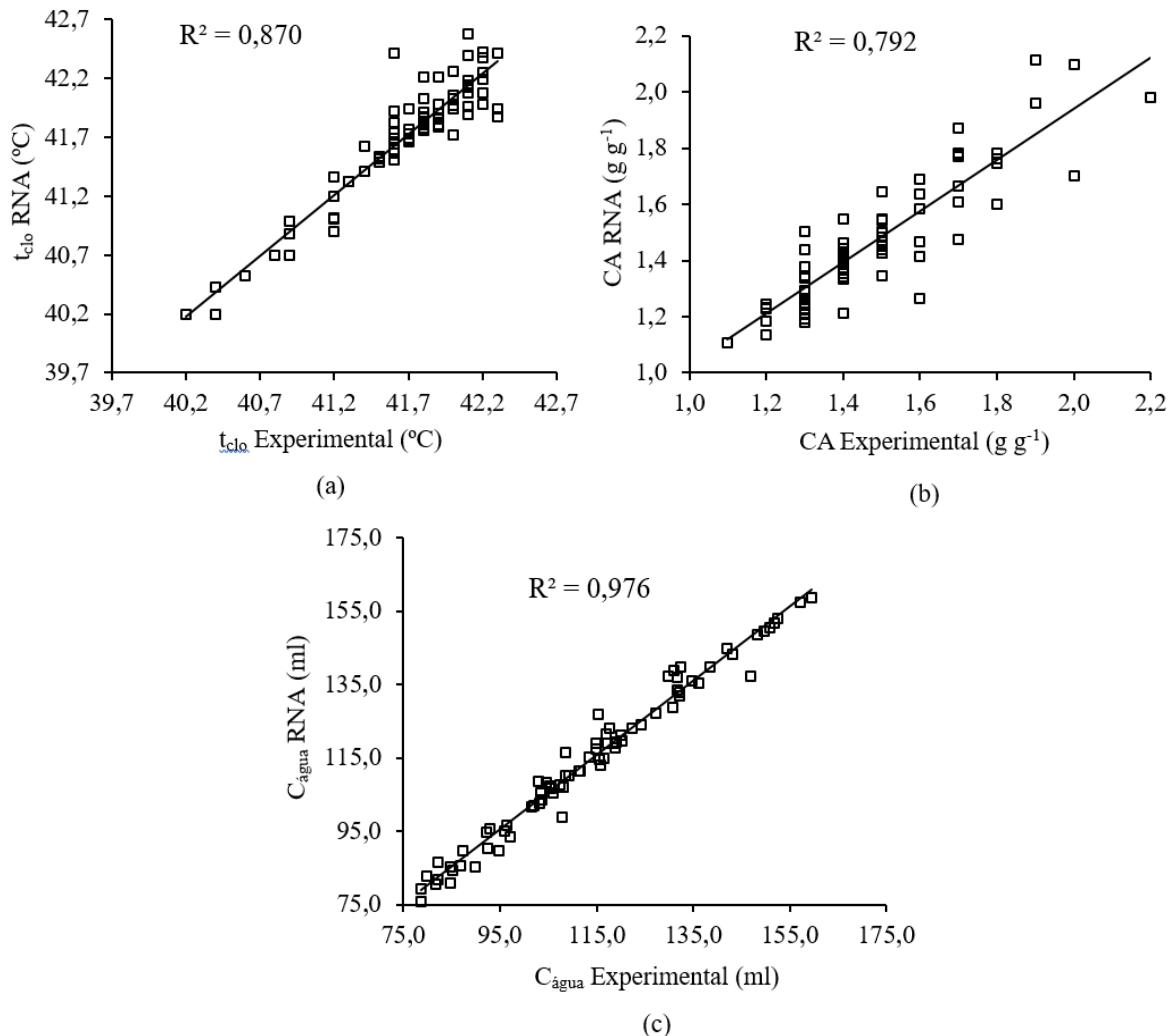 42,7
42,2
41,7
41,2
40,7
40,2
39,7
t_clo RNA (ºC)
R² = 0,870
39,7 40,2 40,7 41,2 41,7 42,2 42,7
t_clo Experimental (ºC)
(a)
2,2
2,0
1,8
1,6
1,4
1,2
1,0
CA RNA (g g⁻¹)
R² = 0,792
1,0 1,2 1,4 1,6 1,8 2,0 2,2
CA Experimental (g g⁻¹)
(b)
175,0
155,0
135,0
115,0
95,0
75,0
C_água RNA (ml)
R² = 0,976
75,0 95,0 115,0 135,0 155,0 175,0
C_água Experimental (ml)
(c)